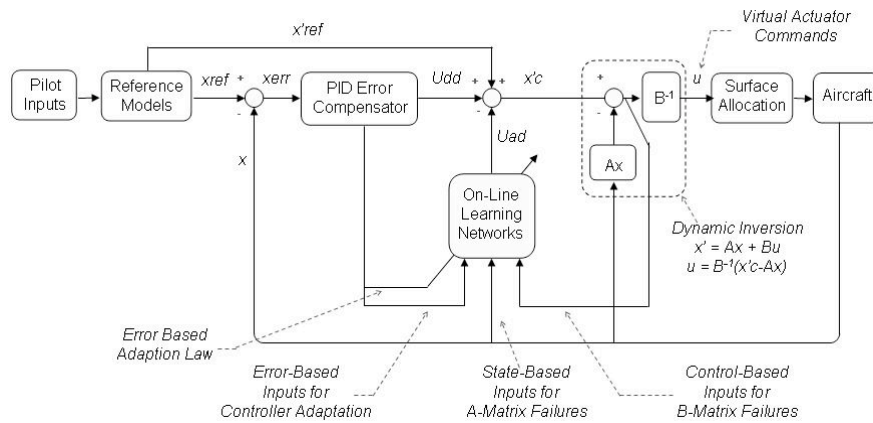 Virtual Actuator
Commands
x'ref
Pilot
Inputs
Reference
Models
xref
+
-
xerr
PID Error
Compensator
Udd
+
+
-
x'c
+
-
B⁻¹
u
Surface
Allocation
Aircraft
x
Uad
Ax
On-Line
Learning
Networks
Dynamic Inversion
x' = Ax + Bu
u = B⁻¹(x'c-Ax)
Error Based
Adaption Law
Error-Based
Inputs for
Controller Adaptation
State-Based
Inputs for
A-Matrix Failures
Control-Based
Inputs for
B-Matrix Failures